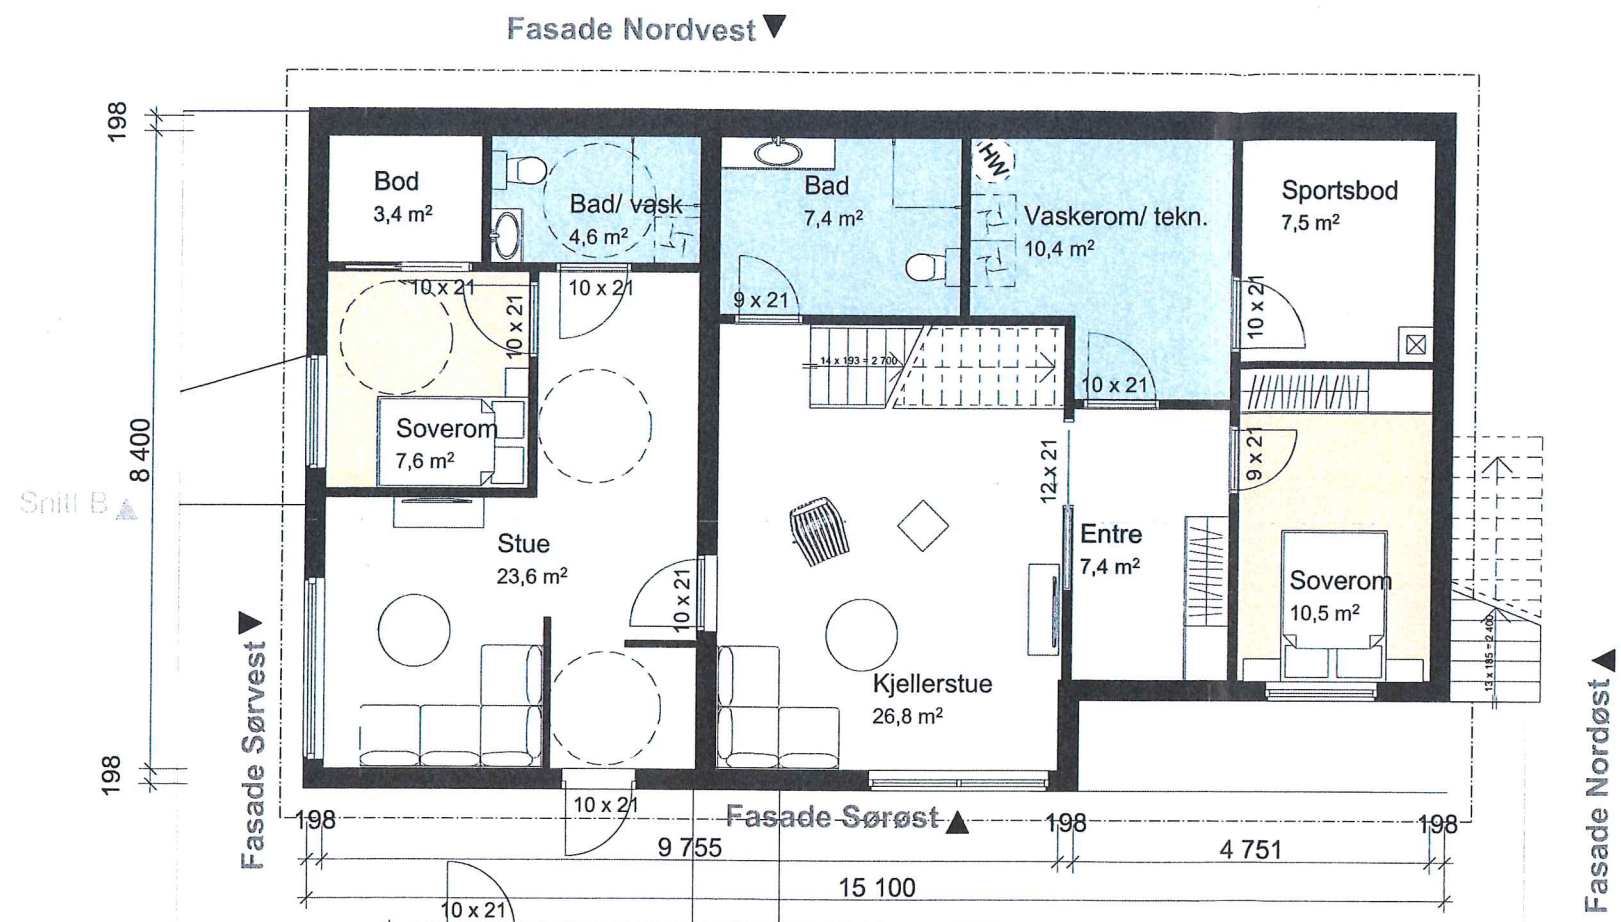 Fasade Nordvest
198
Bod
3,4 m²
Bad/ vask
4,6 m²
Bad
7,4 m²
HW
Vaskerom/ tekn.
10,4 m²
Sportsbod
7,5 m²
10 x 21
10 x 21
10 x 21
9 x 21
10 x 21
14 x 193 = 2 700
10 x 21
8 400
Soverom
7,6 m²
12 x 21
9 x 21
Snitt B
Stue
23,6 m²
Entre
7,4 m²
Soverom
10,5 m²
10 x 21
13 x 185 = 2 400
Kjellerstue
26,8 m²
Fasade Sørvest
Fasade Nordøst
198
10 x 21
Fasade Sørøst
198
198
198
9 755
4 751
15 100
10 x 21